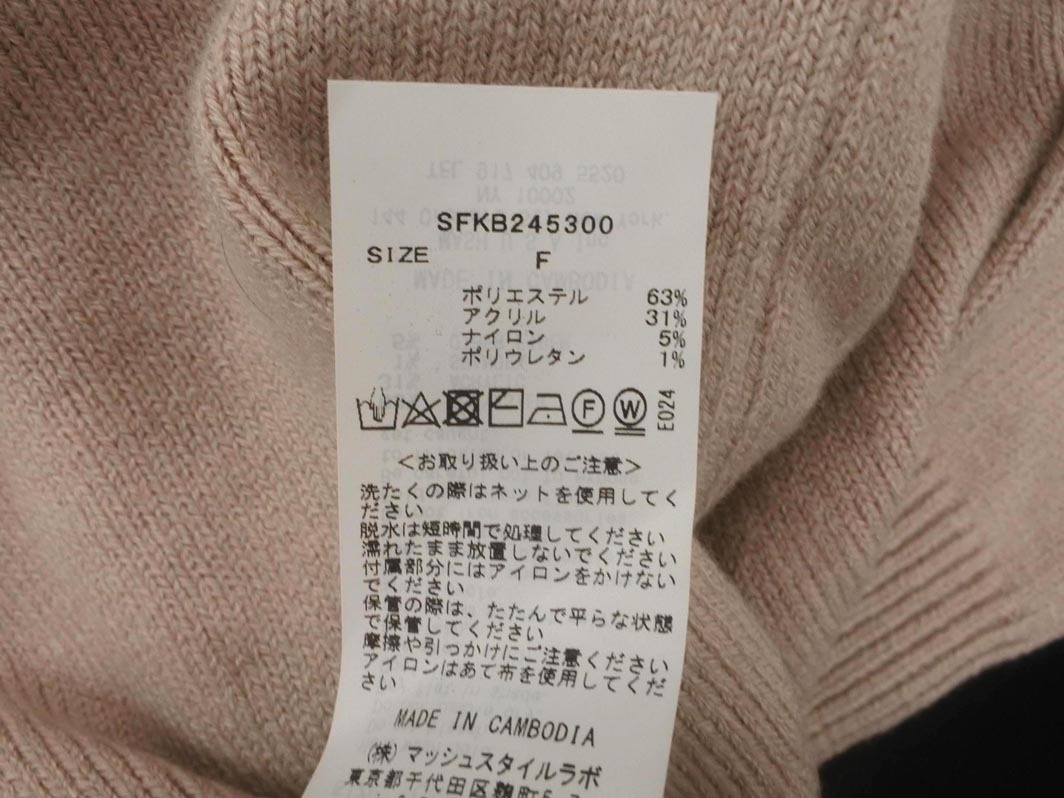 SFKB245300
SIZE F
ポリエステル 63%
アクリル 31%
ナイロン 5%
ポリウレタン 1%
F W E024
<お取り扱い上のご注意>
洗たくの際はネットを使用してく
ださい
脱水は短時間で処理してください
濡れたまま放置しないでください
付属部分にはアイロンをかけない
でください
保管の際は、たたんで平らな状態
で保管してください
摩擦や引っかけにご注意ください
アイロンはあて布を使用してくだ
さい
MADE IN CAMBODIA
(株)マッシュスタイルラボ
東京都千代田区麹町5-7